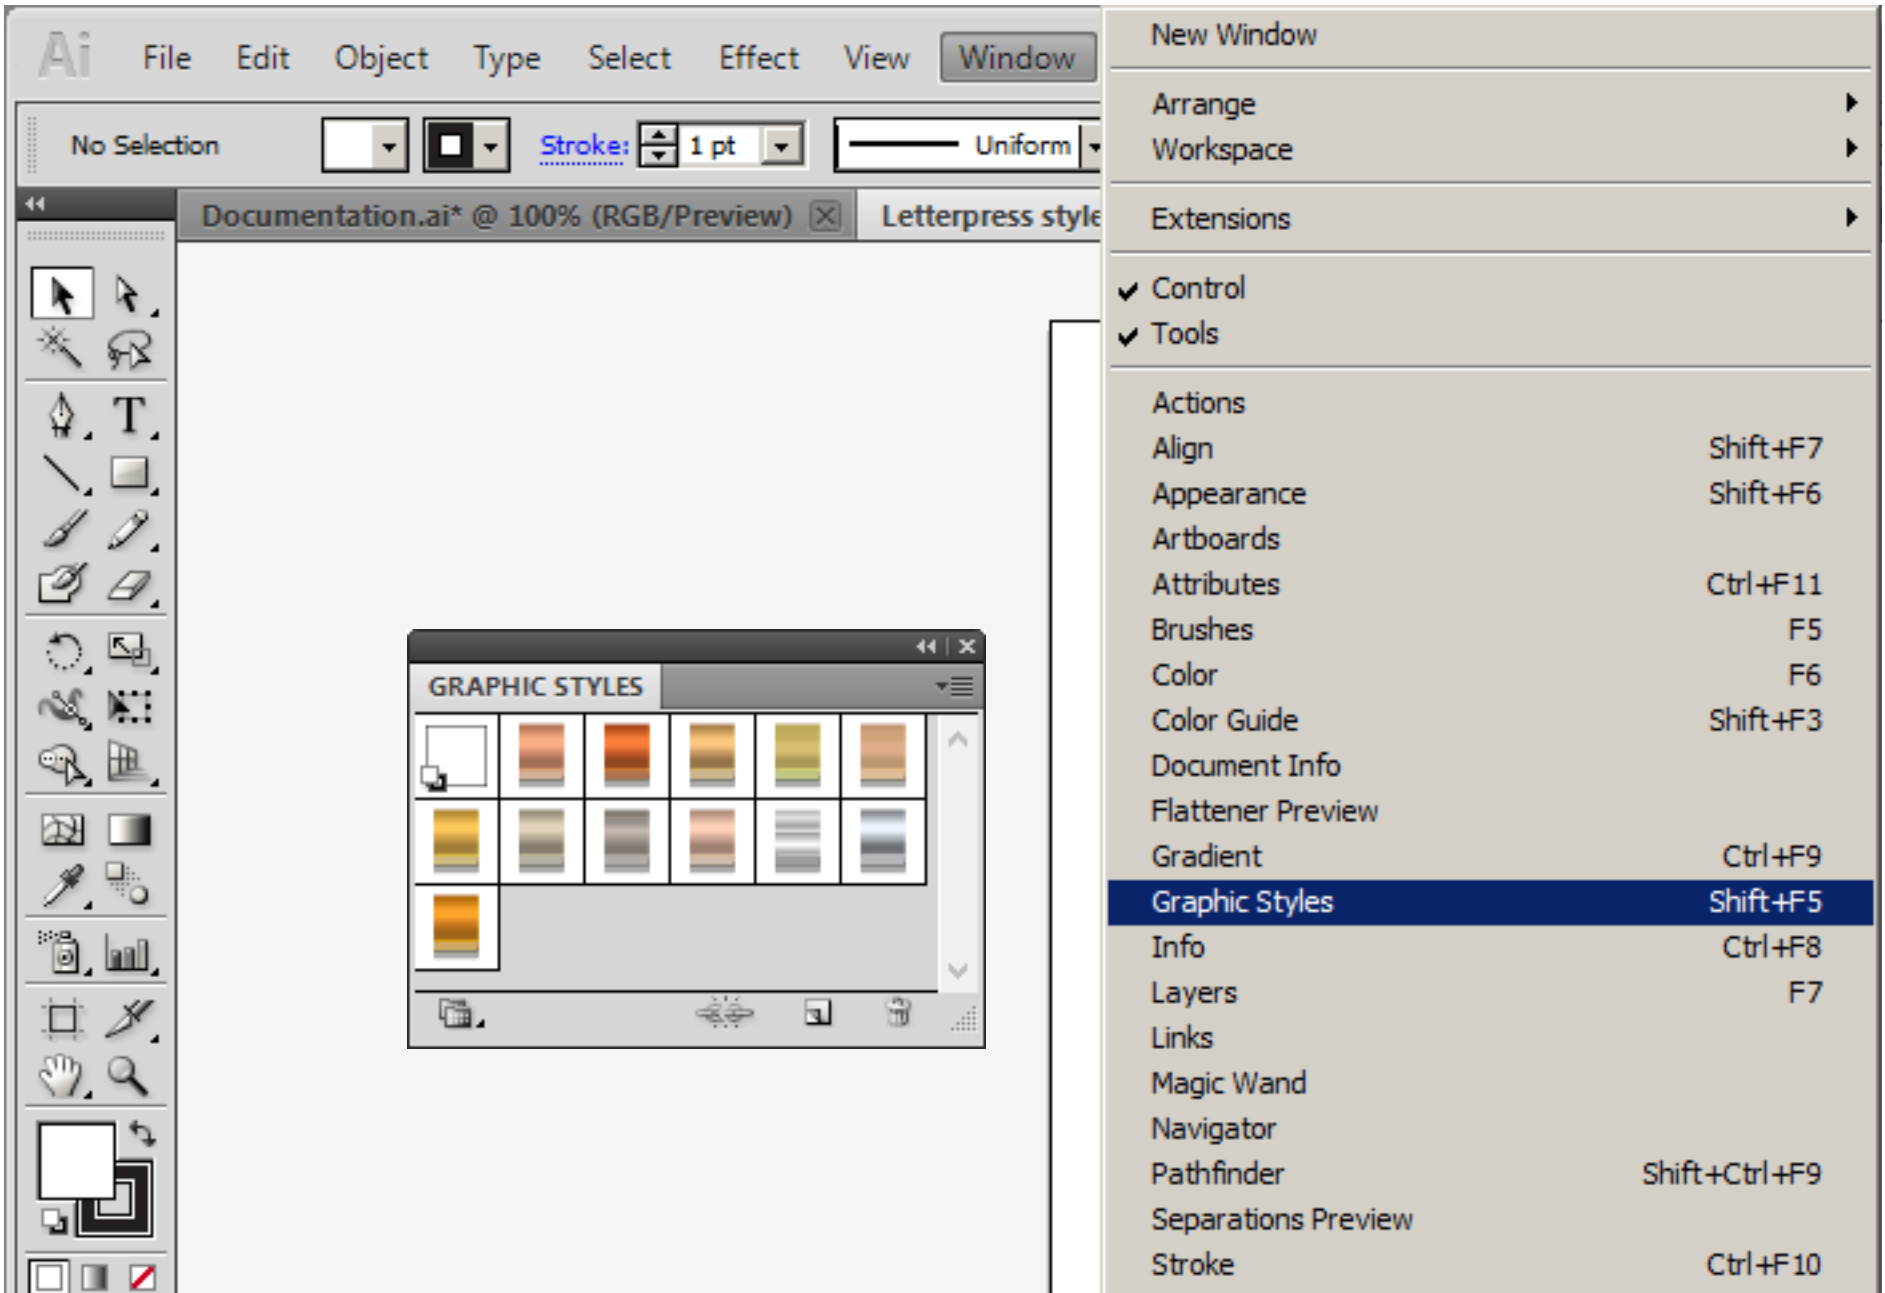 Ai File Edit Object Type Select Effect View Window
No Selection Stroke: 1 pt Uniform
Documentation.ai* @ 100% (RGB/Preview) Letterpress style
T
GRAPHIC STYLES
New Window
Arrange
Workspace
Extensions
Control
Tools
Actions
Align Shift+F7
Appearance Shift+F6
Artboards
Attributes Ctrl+F11
Brushes F5
Color F6
Color Guide Shift+F3
Document Info
Flattener Preview
Gradient Ctrl+F9
Graphic Styles Shift+F5
Info Ctrl+F8
Layers F7
Links
Magic Wand
Navigator
Pathfinder Shift+Ctrl+F9
Separations Preview
Stroke Ctrl+F10